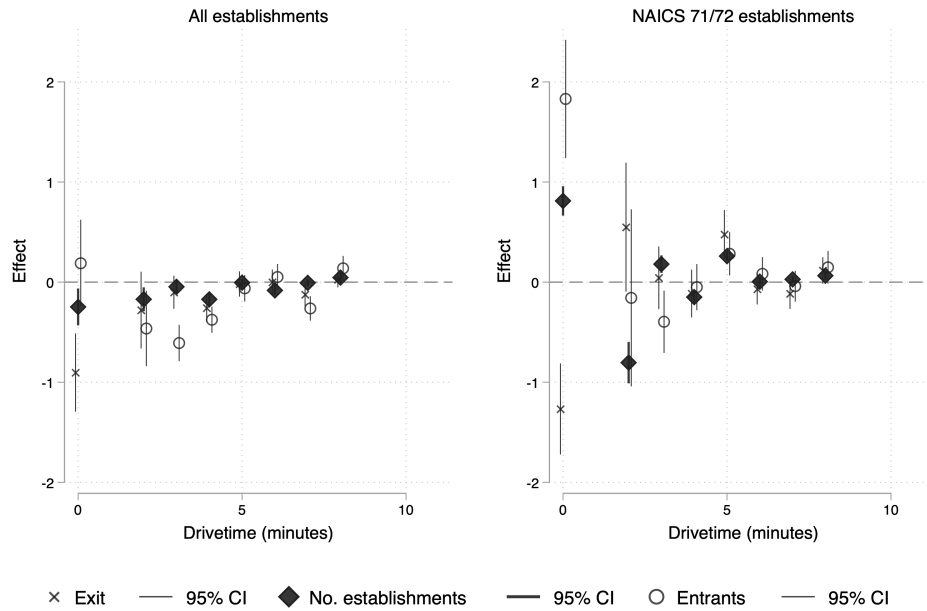 All establishments
NAICS 71/72 establishments
2
1
0
-1
-2
Effect
0
5
10
Drivetime (minutes)
2
1
0
-1
-2
Effect
0
5
10
Drivetime (minutes)
Exit 95% CI No. establishments 95% CI Entrants 95% CI